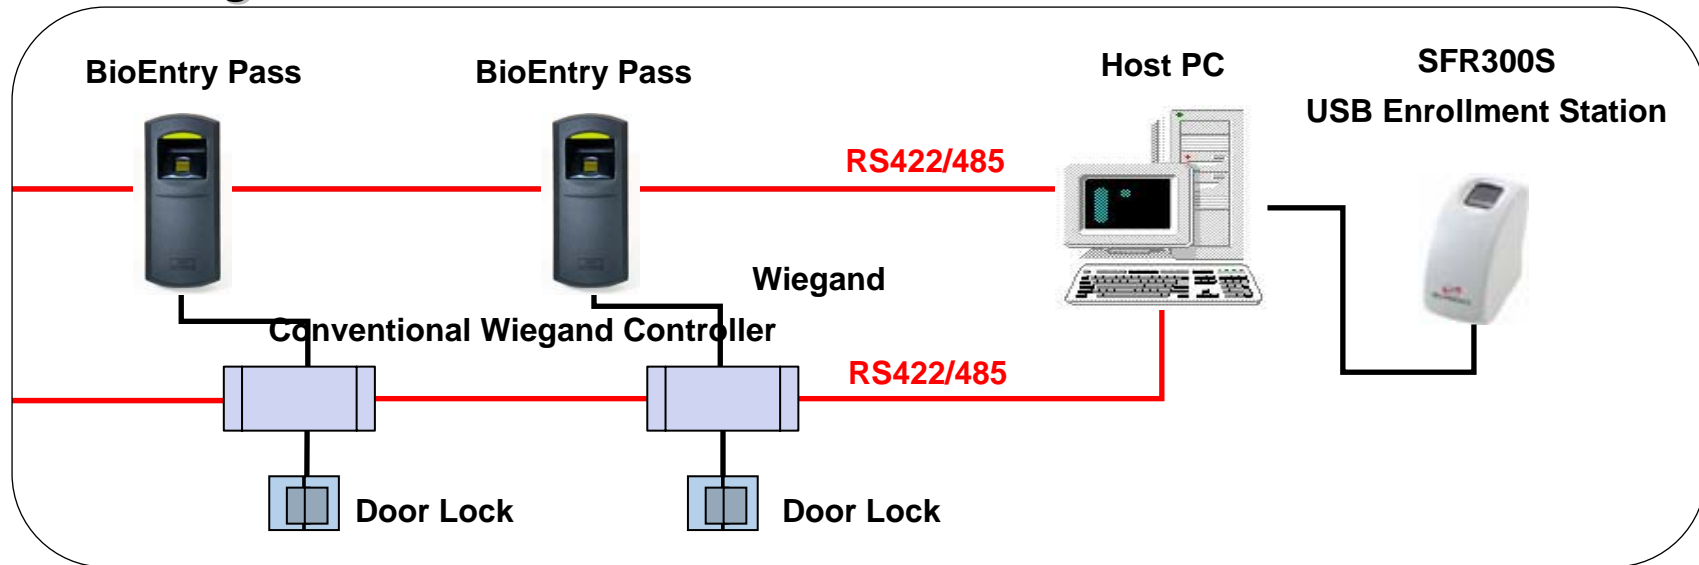 BioEntry Pass
BioEntry Pass
Host PC
SFR300S
USB Enrollment Station
RS422/485
Wiegand
Conventional Wiegand Controller
RS422/485
Door Lock
Door Lock